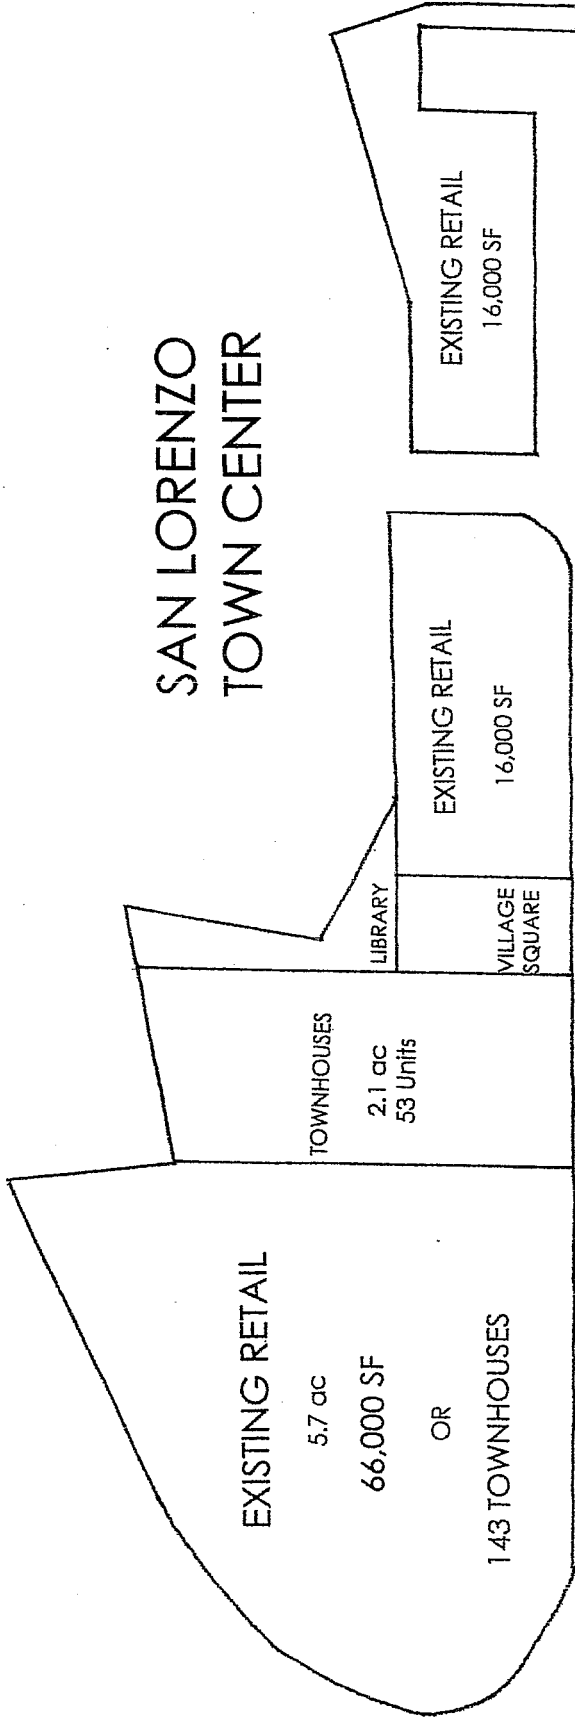 SAN LORENZO
TOWN CENTER
EXISTING RETAIL
5.7 ac
66,000 SF
OR
143 TOWNHOUSES
TOWNHOUSES
2.1 ac
53 Units
LIBRARY
VILLAGE
SQUARE
EXISTING RETAIL
16,000 SF
EXISTING RETAIL
16,000 SF